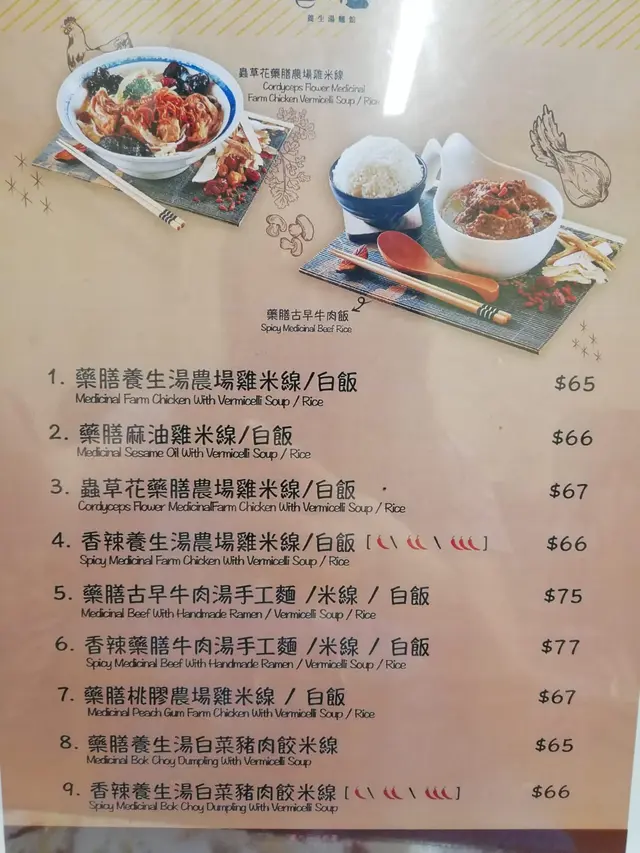 養生湯麵點
蟲草花藥膳農場雞米線
Cordyceps Flower Medicinal
Farm Chicken Vermicelli Soup / Rice
藥膳古早牛肉飯
Spicy Medicinal Beef Rice
1. 藥膳養生湯農場雞米線/白飯 $65
Medicinal Farm Chicken With Vermicelli Soup / Rice
2. 藥膳麻油雞米線/白飯 $66
Medicinal Sesame Oil With Vermicelli Soup / Rice
3. 蟲草花藥膳農場雞米線/白飯 $67
Cordyceps Flower MedicinalFarm Chicken With Vermicelli Soup / Rice
4. 香辣養生湯農場雞米線/白飯 [ \ \ ] $66
Spicy Medicinal Farm Chicken With Vermicelli Soup / Rice
5. 藥膳古早牛肉湯手工麵 /米線 / 白飯 $75
Medicinal Beef With Handmade Ramen / Vermicelli Soup / Rice
6. 香辣藥膳牛肉湯手工麵 /米線 / 白飯 $77
Spicy Medicinal Beef With Handmade Ramen / Vermicelli Soup / Rice
7. 藥膳桃膠農場雞米線 / 白飯 $67
Medicinal Peach Gum Farm Chicken With Vermicelli Soup / Rice
8. 藥膳養生湯白菜豬肉餃米線 $65
Medicinal Bok Choy Dumpling With Vermicelli Soup
9. 香辣養生湯白菜豬肉餃米線 [ \ \ ] $66
Spicy Medicinal Bok Choy Dumpling With Vermicelli Soup